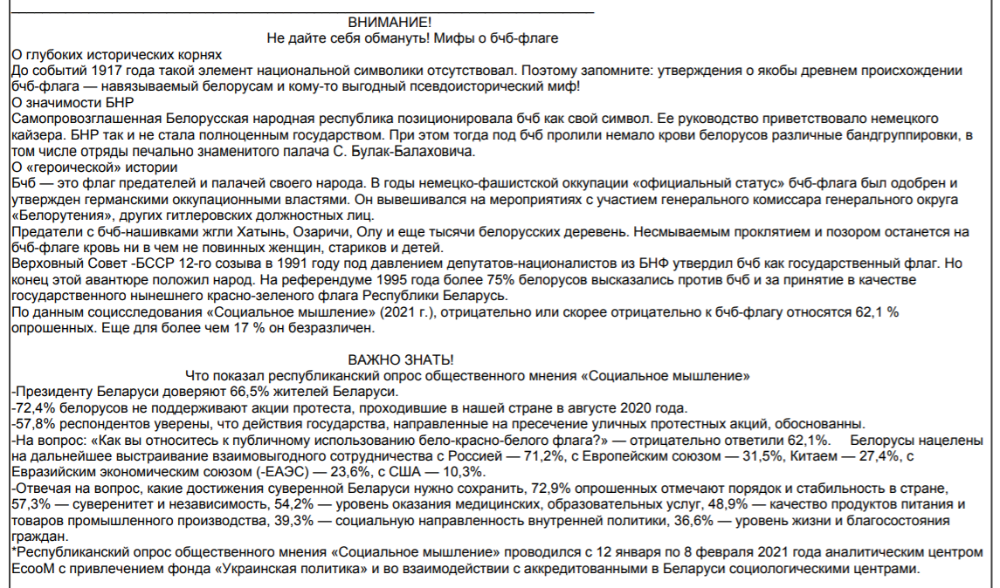 ВНИМАНИЕ!
Не дайте себя обмануть! Мифы о бчб-флаге
О глубоких исторических корнях
До событий 1917 года такой элемент национальной символики отсутствовал. Поэтому запомните: утверждения о якобы древнем происхождении
бчб-флага — навязываемый белорусам и кому-то выгодный псевдоисторический миф!
О значимости БНР
Самопровозглашенная Белорусская народная республика позиционировала бчб как свой символ. Ее руководство приветствовало немецкого
кайзера. БНР так и не стала полноценным государством. При этом тогда под бчб пролили немало крови белорусов различные бандгруппировки, в
том числе отряды печально знаменитого палача С. Булак-Балаховича.
О «героической» истории
Бчб — это флаг предателей и палачей своего народа. В годы немецко-фашистской оккупации «официальный статус» бчб-флага был одобрен и
утвержден германскими оккупационными властями. Он вывешивался на мероприятиях с участием генерального комиссара генерального округа
«Белорутения», других гитлеровских должностных лиц.
Предатели с бчб-нашивками жгли Хатынь, Озаричи, Олу и еще тысячи белорусских деревень. Несмываемым проклятием и позором останется на
бчб-флаге кровь ни в чем не повинных женщин, стариков и детей.
Верховный Совет -БССР 12-го созыва в 1991 году под давлением депутатов-националистов из БНФ утвердил бчб как государственный флаг. Но
конец этой авантюре положил народ. На референдуме 1995 года более 75% белорусов высказались против бчб и за принятие в качестве
государственного нынешнего красно-зеленого флага Республики Беларусь.
По данным социсследования «Социальное мышление» (2021 г.), отрицательно или скорее отрицательно к бчб-флагу относятся 62,1 %
опрошенных. Еще для более чем 17 % он безразличен.
ВАЖНО ЗНАТЬ!
Что показал республиканский опрос общественного мнения «Социальное мышление»
-Президенту Беларуси доверяют 66,5% жителей Беларуси.
-72,4% белорусов не поддерживают акции протеста, проходившие в нашей стране в августе 2020 года.
-57,8% респондентов уверены, что действия государства, направленные на пресечение уличных протестных акций, обоснованны.
-На вопрос: «Как вы относитесь к публичному использованию бело-красно-белого флага?» — отрицательно ответили 62,1%. Белорусы нацелены
на дальнейшее выстраивание взаимовыгодного сотрудничества с Россией — 71,2%, с Европейским союзом — 31,5%, Китаем — 27,4%, с
Евразийским экономическим союзом (-ЕАЭС) — 23,6%, с США — 10,3%.
-Отвечая на вопрос, какие достижения суверенной Беларуси нужно сохранить, 72,9% опрошенных отмечают порядок и стабильность в стране,
57,3% — суверенитет и независимость, 54,2% — уровень оказания медицинских, образовательных услуг, 48,9% — качество продуктов питания и
товаров промышленного производства, 39,3% — социальную направленность внутренней политики, 36,6% — уровень жизни и благосостояния
граждан.
*Республиканский опрос общественного мнения «Социальное мышление» проводился с 12 января по 8 февраля 2021 года аналитическим центром
EcooM с привлечением фонда «Украинская политика» и во взаимодействии с аккредитованными в Беларуси социологическими центрами.